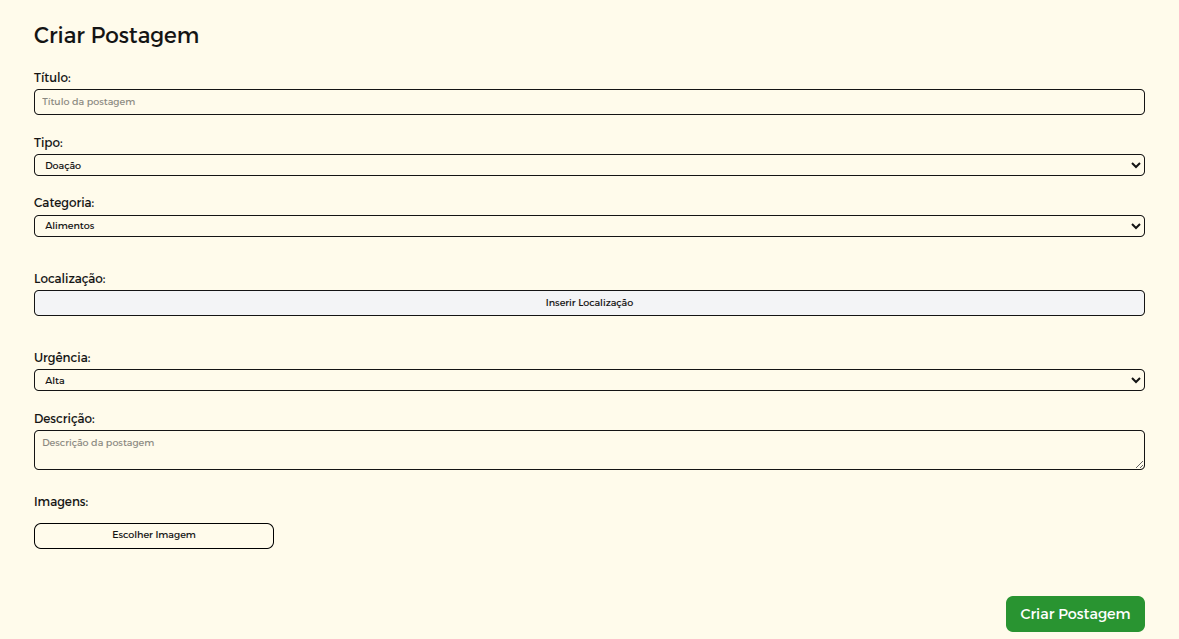 Criar Postagem
Título:
Título da postagem
Tipo:
Doação
Categoria:
Alimentos
Localização:
Inserir Localização
Urgência:
Alta
Descrição:
Descrição da postagem
Imagens:
Escolher Imagem
Criar Postagem